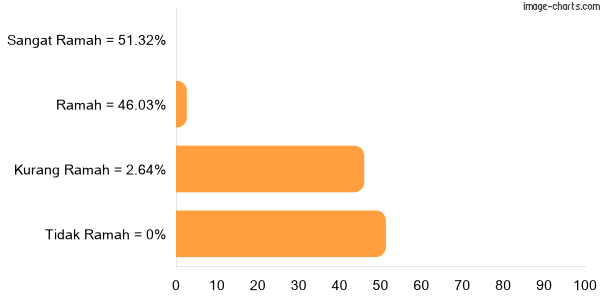 image-charts.com
Sangat Ramah = 51.32%
Ramah = 46.03%
Kurang Ramah = 2.64%
Tidak Ramah = 0%
0 10 20 30 40 50 60 70 80 90 100